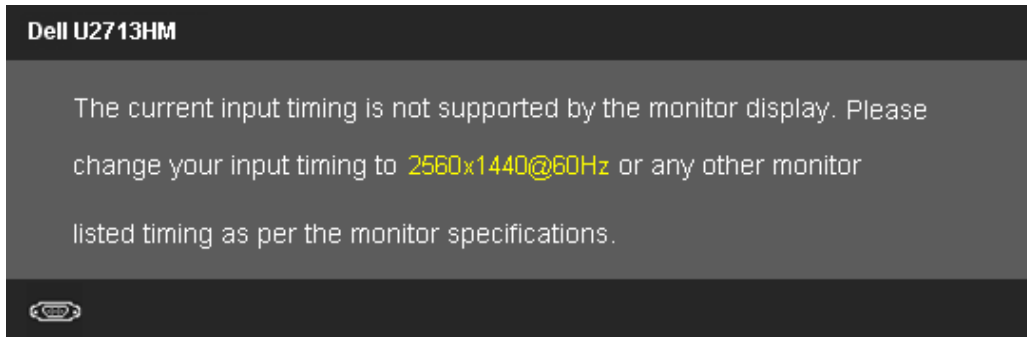 Dell U2713HM
The current input timing is not supported by the monitor display. Please
change your input timing to 2560x1440@60Hz or any other monitor
listed timing as per the monitor specifications.